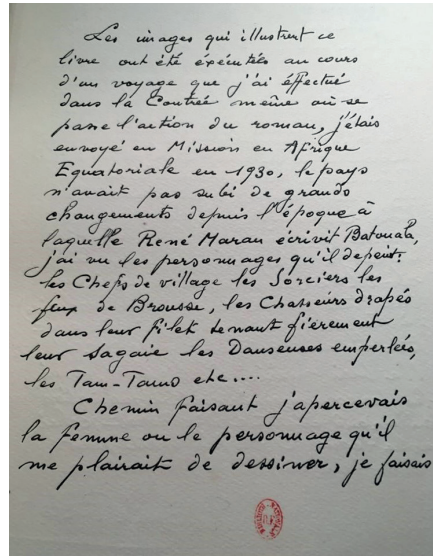 Les images qui illustrent ce
livre ont été éxécutées au cours
d'un voyage que j'ai éffectué
dans la Contrée même où se
passe l'action du roman, j'étais
envoyé en Mission en Afrique
Equatoriale en 1930, le pays
n'avait pas subi de grands
changements depuis l'époque à
laquelle René Maran écrivit Batouala,
j'ai vu les personnages qu'il depeint:
les Chefs de village les Sorciers les
feux de Brousse, les Chasseurs drapés
dans leur filet tenant fièrement
leur sagaie les Danseuses emperlées,
les Tam-Tams etc....
Chemin faisant j'apercevais
la femme ou le personnage qu'il
me plairait de dessiner, je faisais